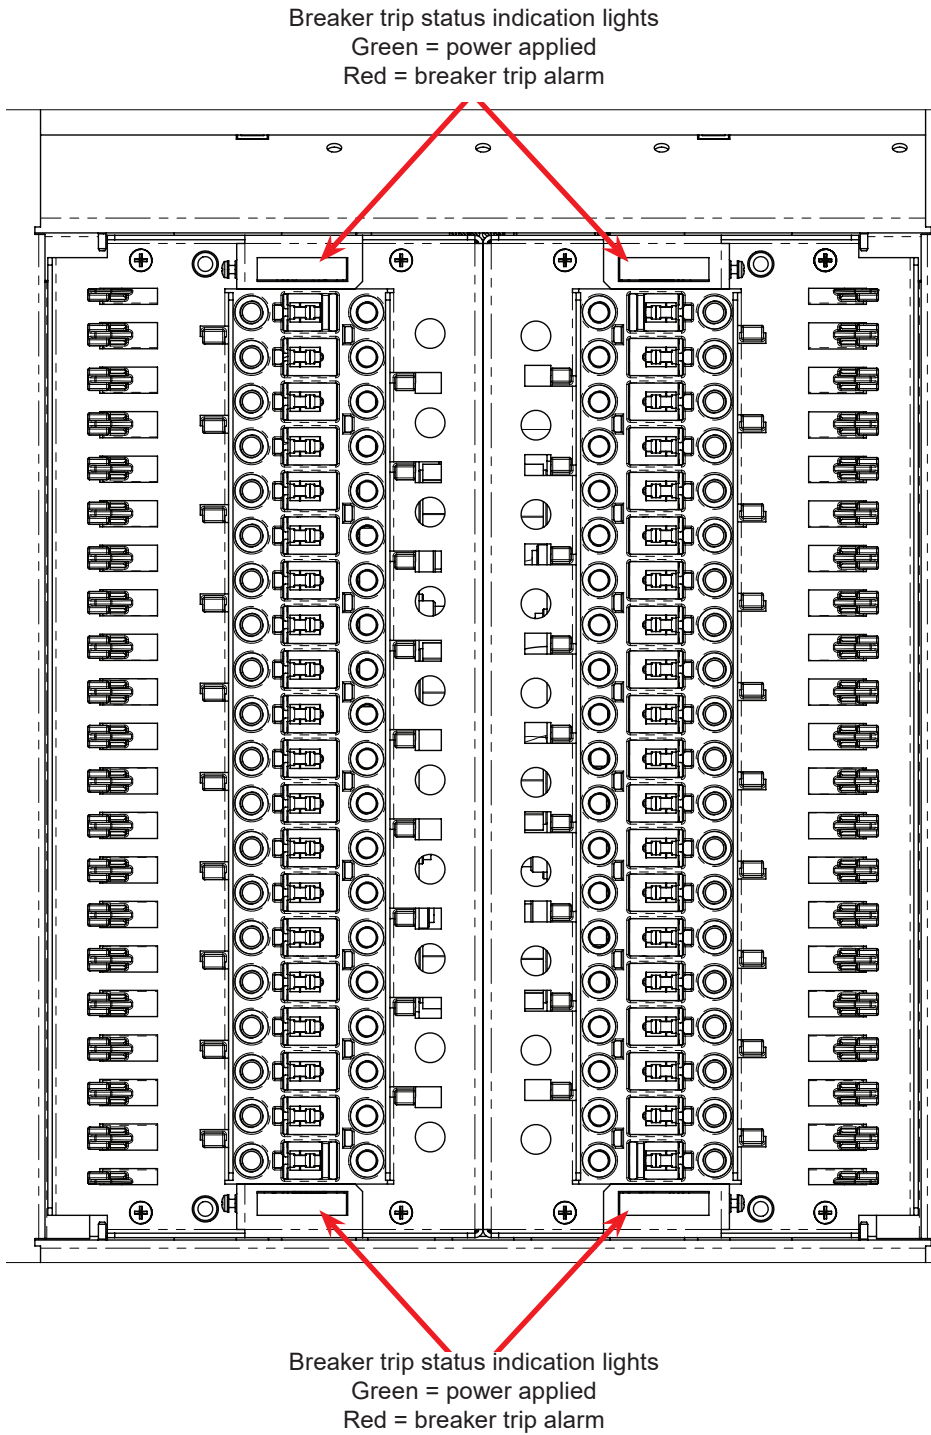 Breaker trip status indication lights
Green = power applied
Red = breaker trip alarm
Breaker trip status indication lights
Green = power applied
Red = breaker trip alarm